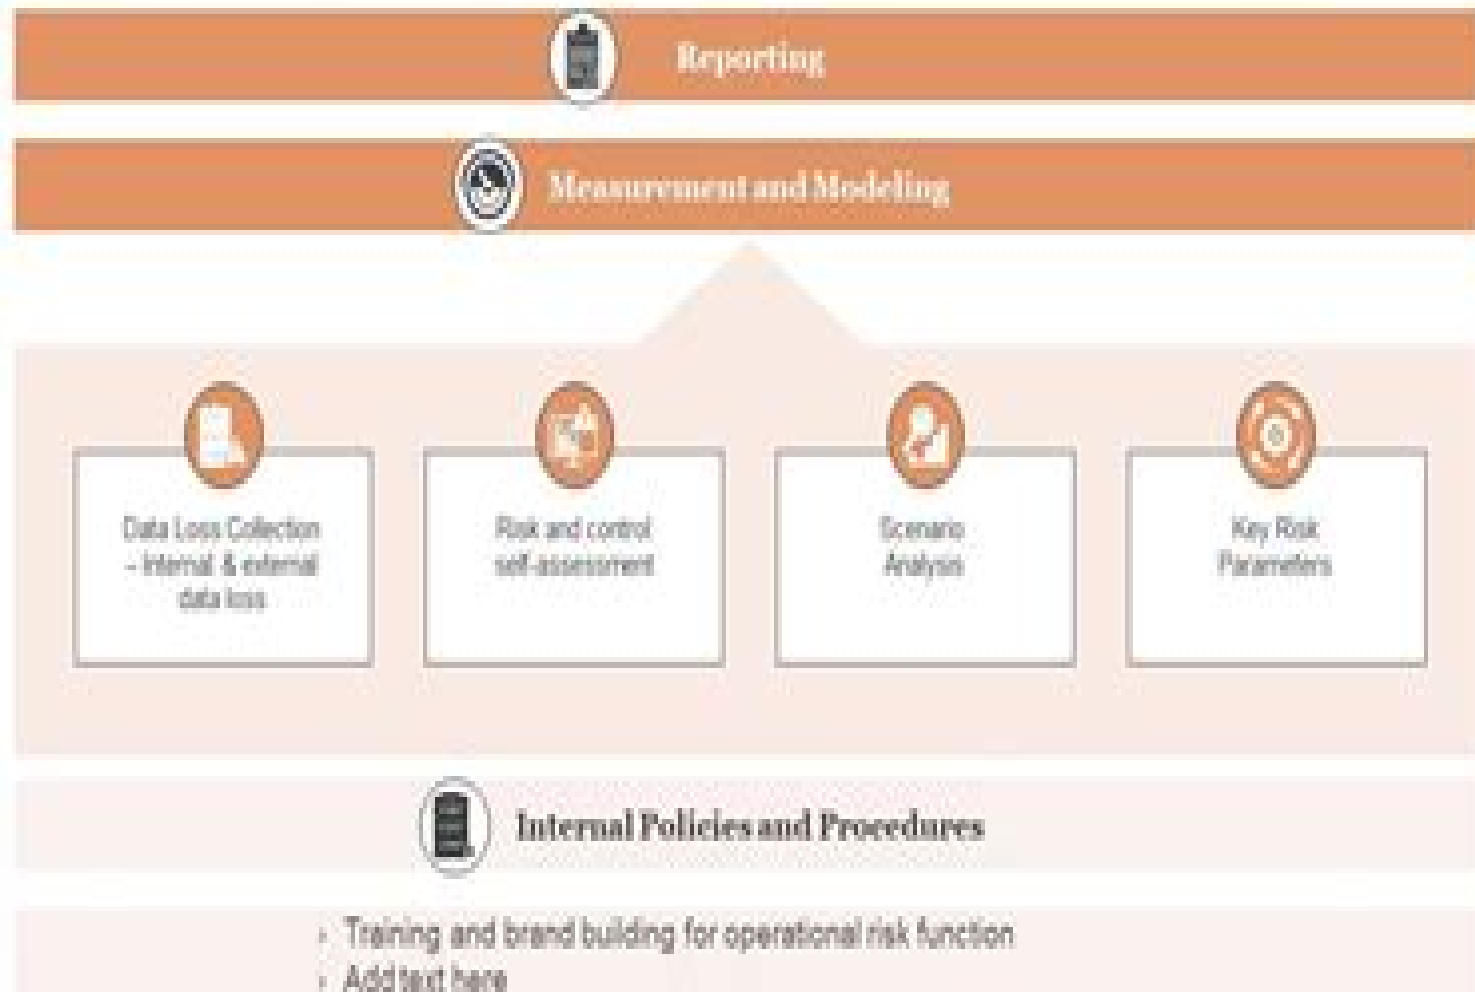 Reporting
Measurement and Modeling
Data Loss Collection
– Internal & external
data loss
Risk and control
self-assessment
Scenario
Analysis
Key Risk
Parameters
Internal Policies and Procedures
› Training and brand building for operational risk function
› Add text here